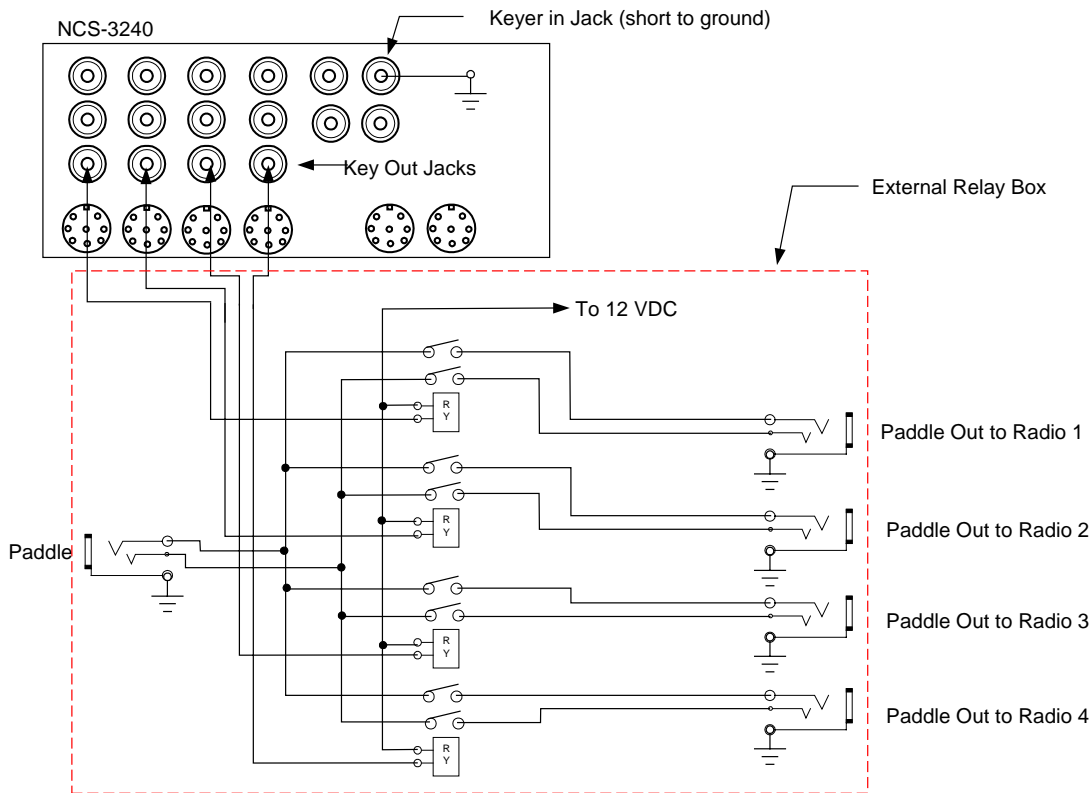 Keyer in Jack (short to ground)
NCS-3240
Key Out Jacks
External Relay Box
To 12 VDC
R
Y
Paddle Out to Radio 1
R
Y
Paddle Out to Radio 2
Paddle
R
Y
Paddle Out to Radio 3
R
Y
Paddle Out to Radio 4